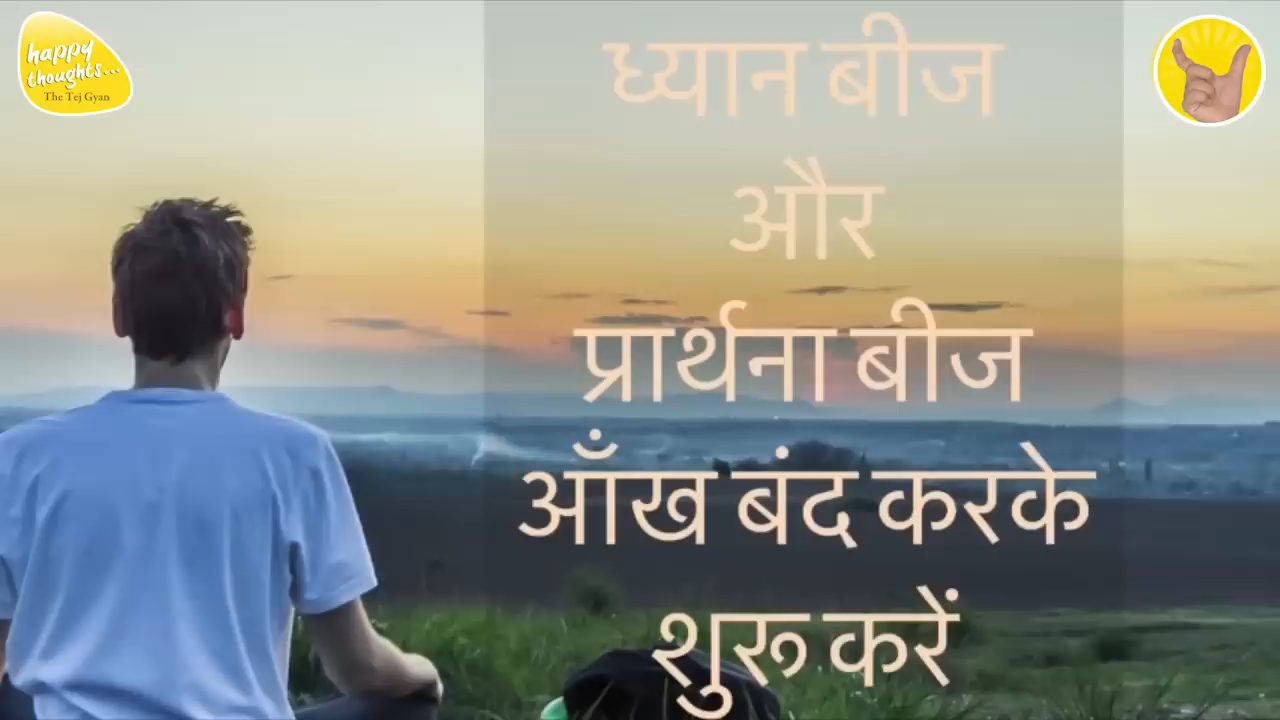 happy
thoughts...
The Tej Gyan
ध्यान बीज
और
प्रार्थना बीज
आँख बंद करके
शुरू करें